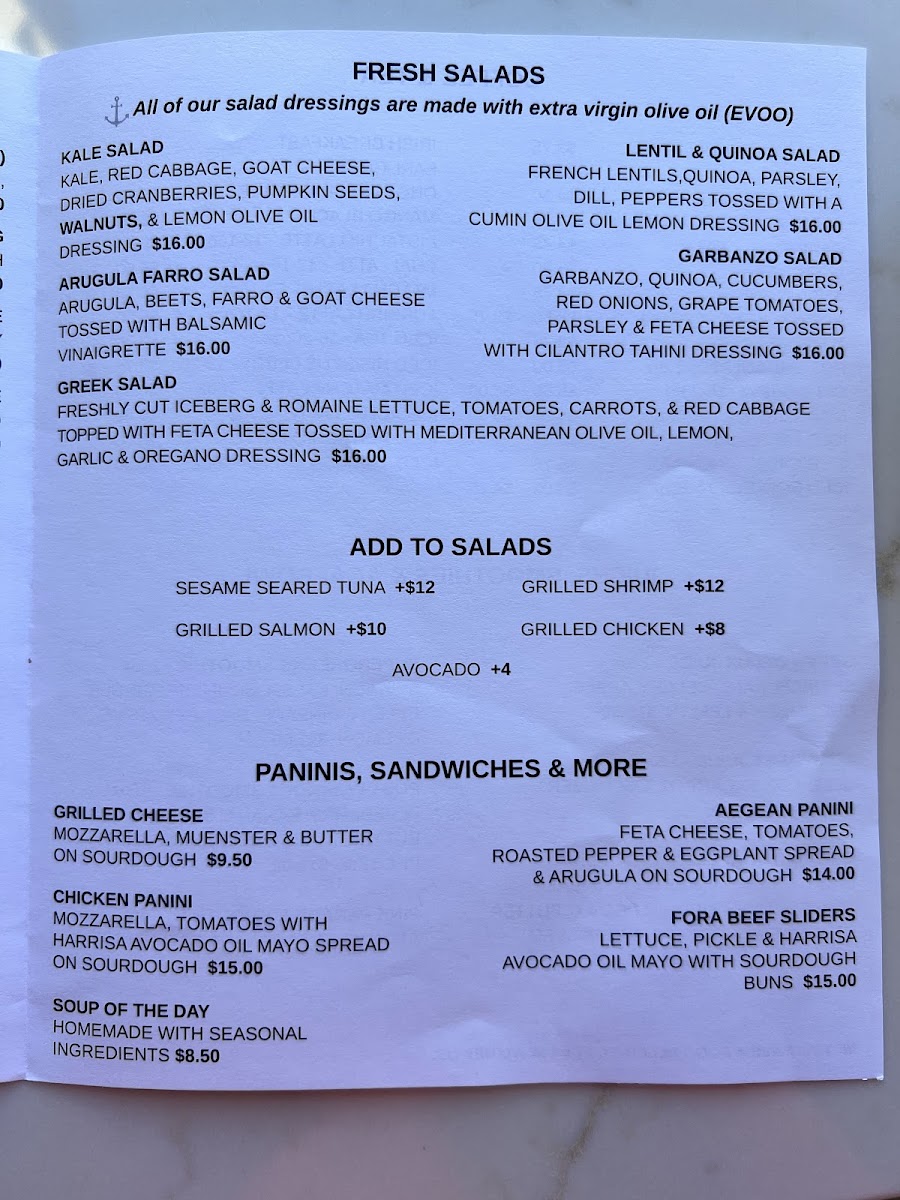 FRESH SALADS
All of our salad dressings are made with extra virgin olive oil (EVOO)
KALE SALAD
KALE, RED CABBAGE, GOAT CHEESE,
DRIED CRANBERRIES, PUMPKIN SEEDS,
WALNUTS, & LEMON OLIVE OIL
DRESSING $16.00
LENTIL & QUINOA SALAD
FRENCH LENTILS,QUINOA, PARSLEY,
DILL, PEPPERS TOSSED WITH A
CUMIN OLIVE OIL LEMON DRESSING $16.00
ARUGULA FARRO SALAD
ARUGULA, BEETS, FARRO & GOAT CHEESE
TOSSED WITH BALSAMIC
VINAIGRETTE $16.00
GARBANZO SALAD
GARBANZO, QUINOA, CUCUMBERS,
RED ONIONS, GRAPE TOMATOES,
PARSLEY & FETA CHEESE TOSSED
WITH CILANTRO TAHINI DRESSING $16.00
GREEK SALAD
FRESHLY CUT ICEBERG & ROMAINE LETTUCE, TOMATOES, CARROTS, & RED CABBAGE
TOPPED WITH FETA CHEESE TOSSED WITH MEDITERRANEAN OLIVE OIL, LEMON,
GARLIC & OREGANO DRESSING $16.00
ADD TO SALADS
SESAME SEARED TUNA +$12
GRILLED SHRIMP +$12
GRILLED SALMON +$10
GRILLED CHICKEN +$8
AVOCADO +4
PANINIS, SANDWICHES & MORE
GRILLED CHEESE
MOZZARELLA, MUENSTER & BUTTER
ON SOURDOUGH $9.50
AEGEAN PANINI
FETA CHEESE, TOMATOES,
ROASTED PEPPER & EGGPLANT SPREAD
& ARUGULA ON SOURDOUGH $14.00
CHICKEN PANINI
MOZZARELLA, TOMATOES WITH
HARRISA AVOCADO OIL MAYO SPREAD
ON SOURDOUGH $15.00
FORA BEEF SLIDERS
LETTUCE, PICKLE & HARRISA
AVOCADO OIL MAYO WITH SOURDOUGH
BUNS $15.00
SOUP OF THE DAY
HOMEMADE WITH SEASONAL
INGREDIENTS $8.50